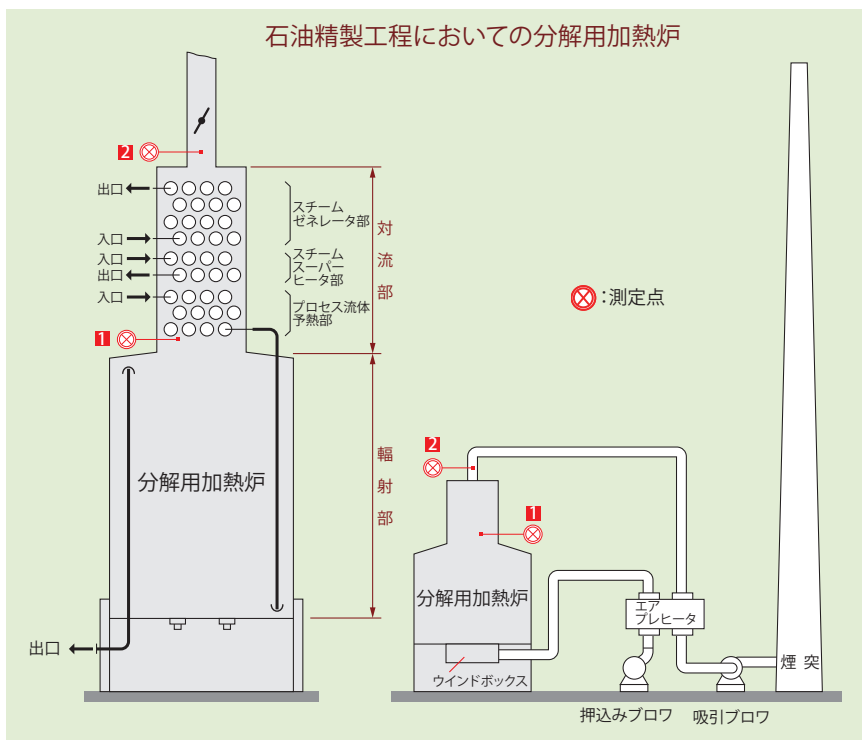 石油精製工程においての分解用加熱炉
2
出口
スチーム
ゼネレータ部
入口
入口
スチーム
スーパー
ヒータ部
出口
入口
プロセス流体
予熱部
対流部
1
:測定点
分解用加熱炉
輻射部
出口
2
1
分解用加熱炉
ウインドボックス
エア
プレヒータ
煙突
押込みブロワ
吸引ブロワ